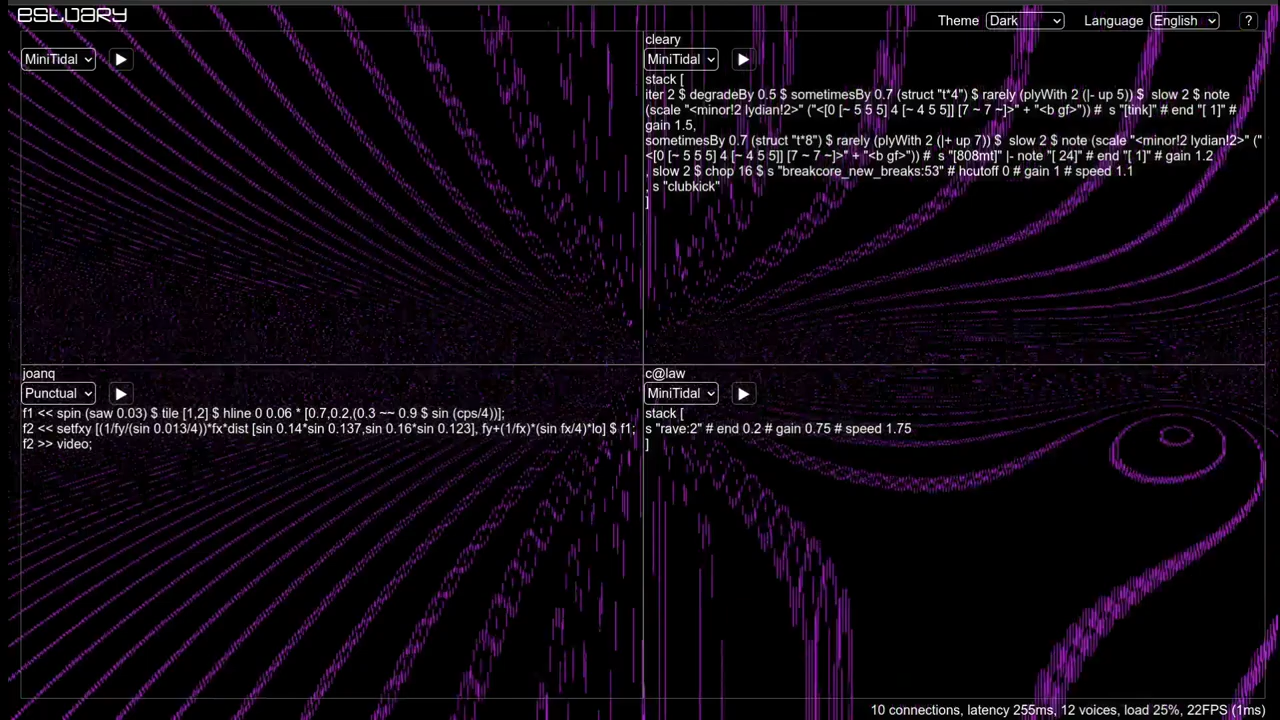 estuary
Theme Dark Language English ?
MiniTidal
cleary
MiniTidal
stack [
iter 2 $ degradeBy 0.5 $ sometimesBy 0.7 (struct "t*4") $ rarely (plyWith 2 (|- up 5)) $  slow 2 $ note
(scale "<minor!2 lydian!2>" ("<[0 [~ 5 5 5] 4 [~ 4 5 5]] [7 ~ 7 ~]>" + "<b gf>")) #  s "[tink]" # end "[ 1]" #
gain 1.5,
sometimesBy 0.7 (struct "t*8") $ rarely (plyWith 2 (|+ up 7)) $  slow 2 $ note (scale "<minor!2 lydian!2>" ("
<[0 [~ 5 5 5] 4 [~ 4 5 5]] [7 ~ 7 ~]>" + "<b gf>")) #  s "[808mt]" |- note "[ 24]" # end "[ 1]" # gain 1.2
, slow 2 $ chop 16 $ s "breakcore_new_breaks:53" # hcutoff 0 # gain 1 # speed 1.1
, s "clubkick"
]
joanq
Punctual
f1 << spin (saw 0.03) $ tile [1,2] $ hline 0 0.06 * [0.7,0.2,(0.3 ~~ 0.9 $ sin (cps/4))];
f2 << setfxy [(1/fy/(sin 0.013/4))*fx*dist [sin 0.14*sin 0.137,sin 0.16*sin 0.123], fy+(1/fx)*(sin fx/4)*lo] $ f1;
f2 >> video;
c@law
MiniTidal
stack [
s "rave:2" # end 0.2 # gain 0.75 # speed 1.75
]
10 connections, latency 255ms, 12 voices, load 25%, 22FPS (1ms)